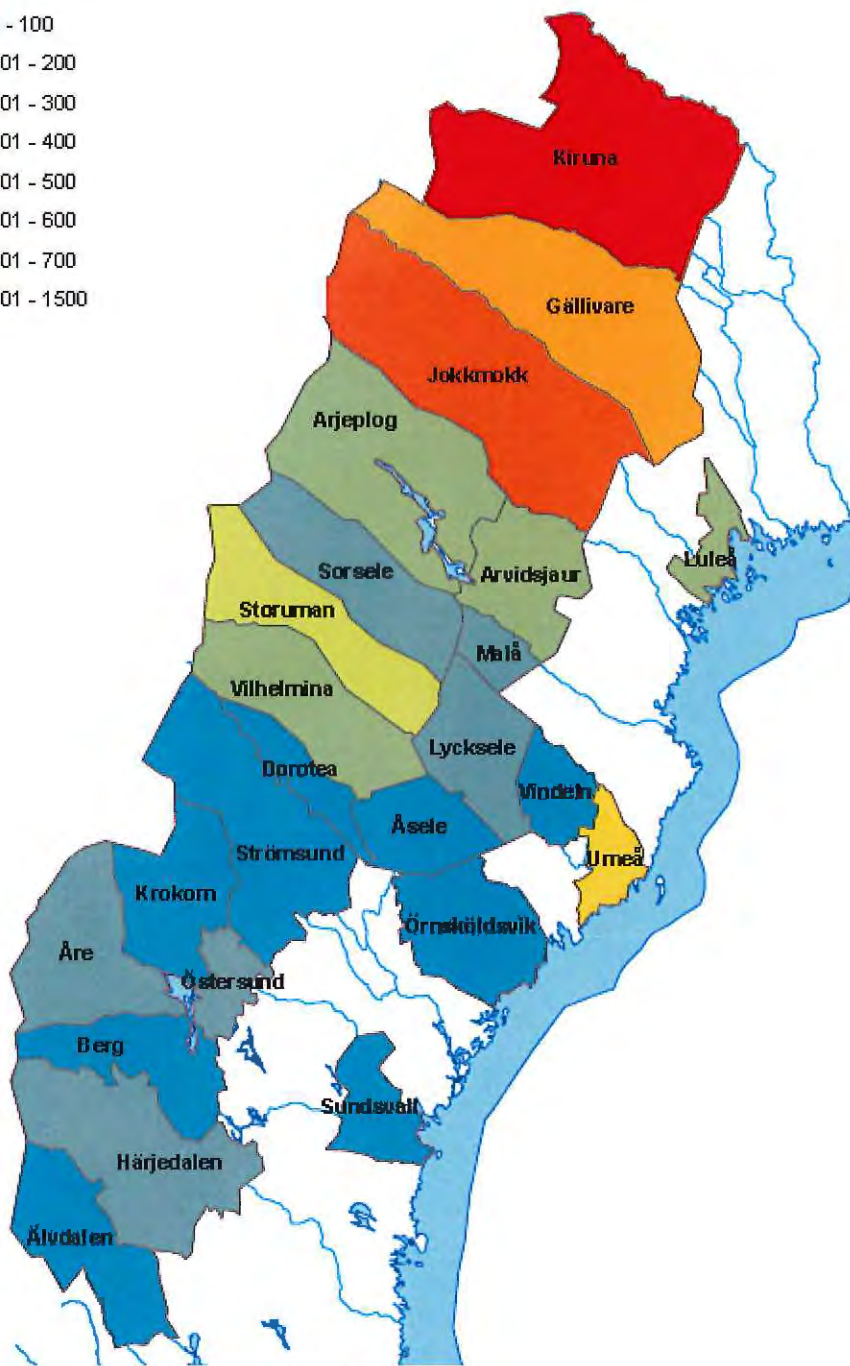 - 100
01 - 200
01 - 300
01 - 400
01 - 500
01 - 600
01 - 700
01 - 1500
Kiruna
Gällivare
Jokkmokk
Arjeplog
Luleå
Sorsele
Arvidsjaur
Storuman
Malå
Vilhelmina
Lycksele
Dorotea
Vindeln
Åsele
Strömsund
Umeå
Krokom
Örnsköldsvik
Åre
Östersund
Berg
Sundsvall
Härjedalen
Älvdalen